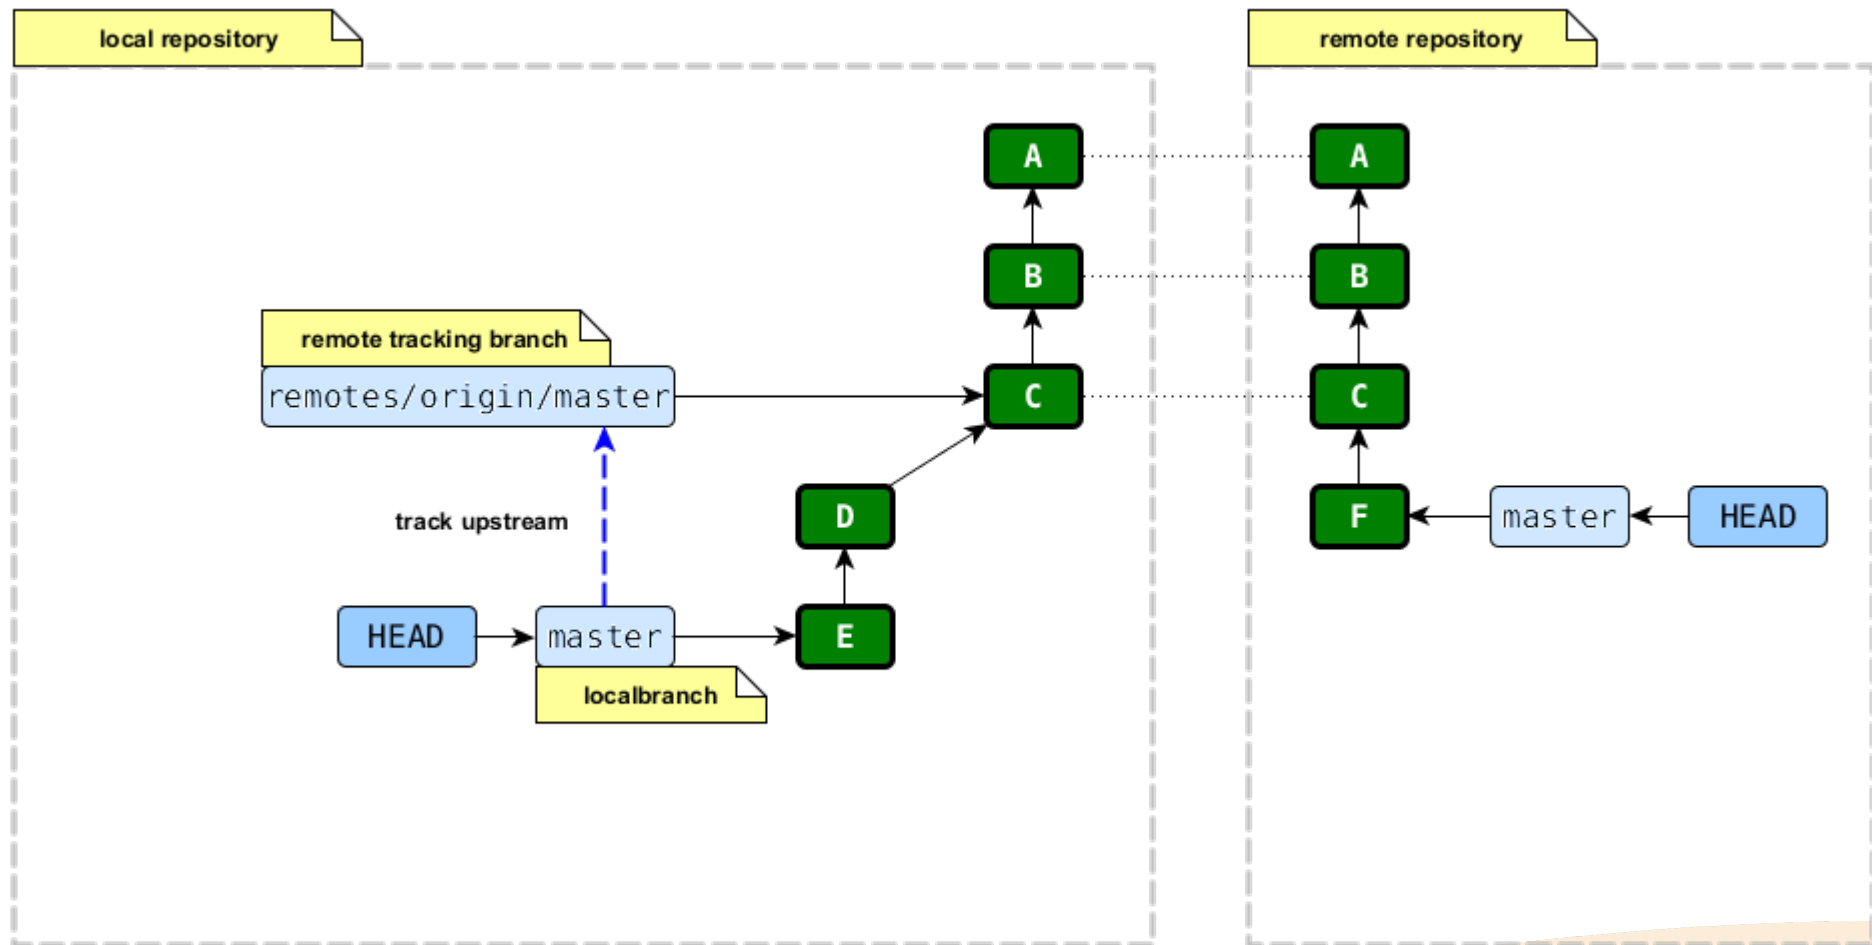 local repository
remote repository
A
A
B
B
remote tracking branch
remotes/origin/master
C
C
track upstream
D
F
master
HEAD
HEAD
master
E
localbranch